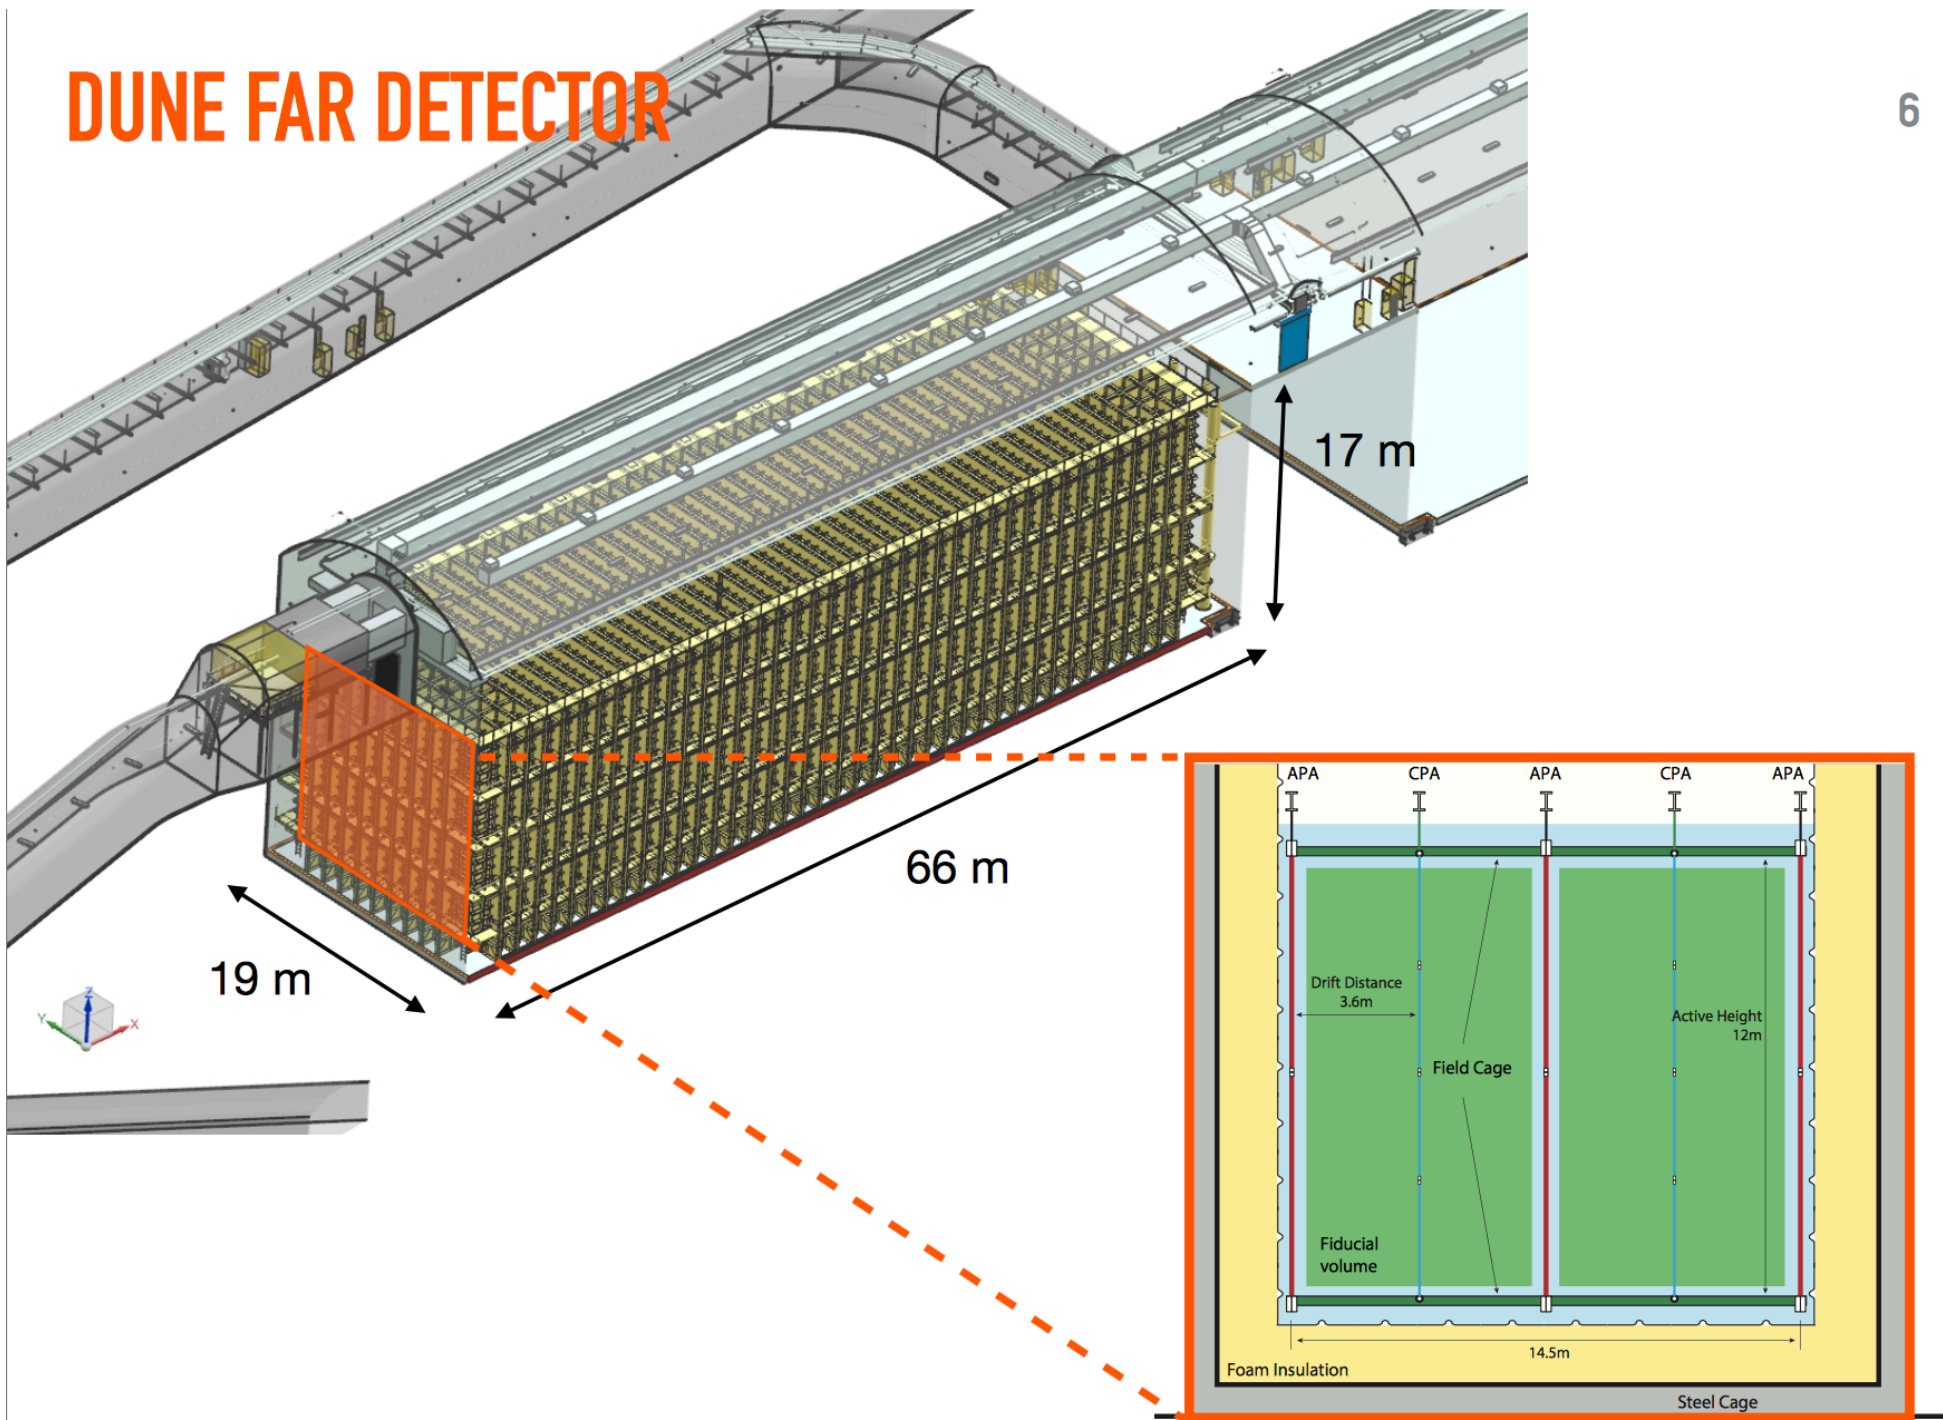 DUNE FAR DETECTOR
6
17 m
66 m
19 m
Z
Y
X
APA
CPA
APA
CPA
APA
Drift Distance
3.6m
Active Height
12m
Field Cage
Fiducial
volume
14.5m
Foam Insulation
Steel Cage